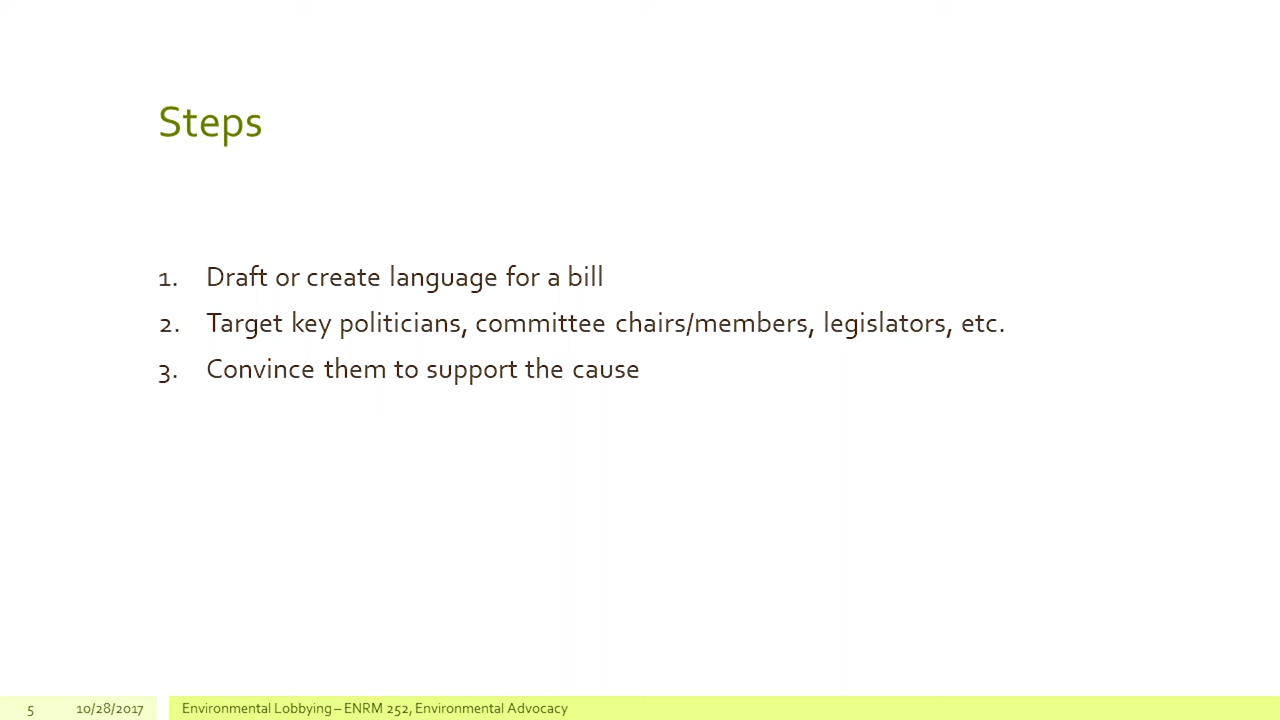 Steps
1. Draft or create language for a bill
2. Target key politicians, committee chairs/members, legislators, etc.
3. Convince them to support the cause
5 10/28/2017 Environmental Lobbying – ENRM 252, Environmental Advocacy